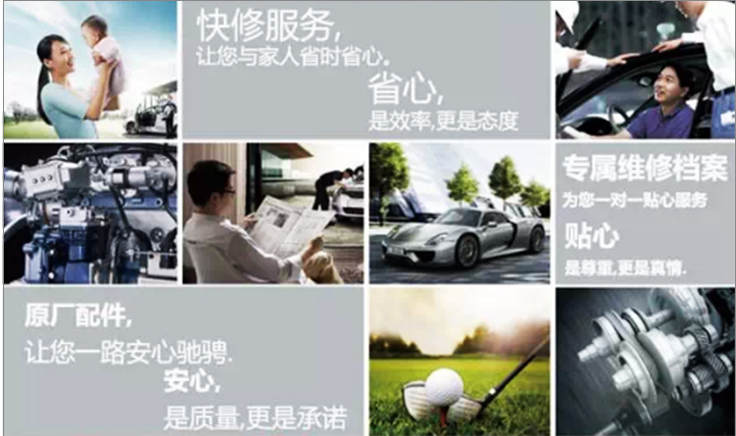 快修服务,
让您与家人省时省心。
省心,
是效率,更是态度
专属维修档案
为您一对一贴心服务
贴心
是尊重,更是真情.
原厂配件,
让您一路安心驰骋.
安心,
是质量,更是承诺